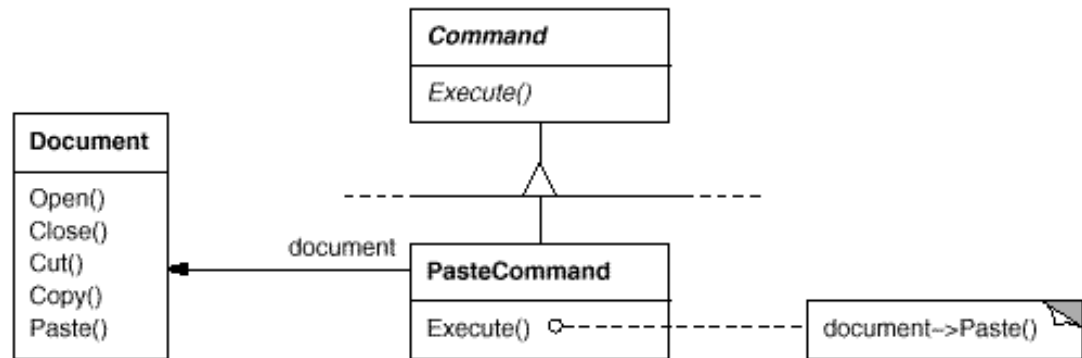 Command
Execute()
Document
Open()
Close()
Cut()
Copy()
Paste()
document
PasteCommand
Execute()
document->Paste()